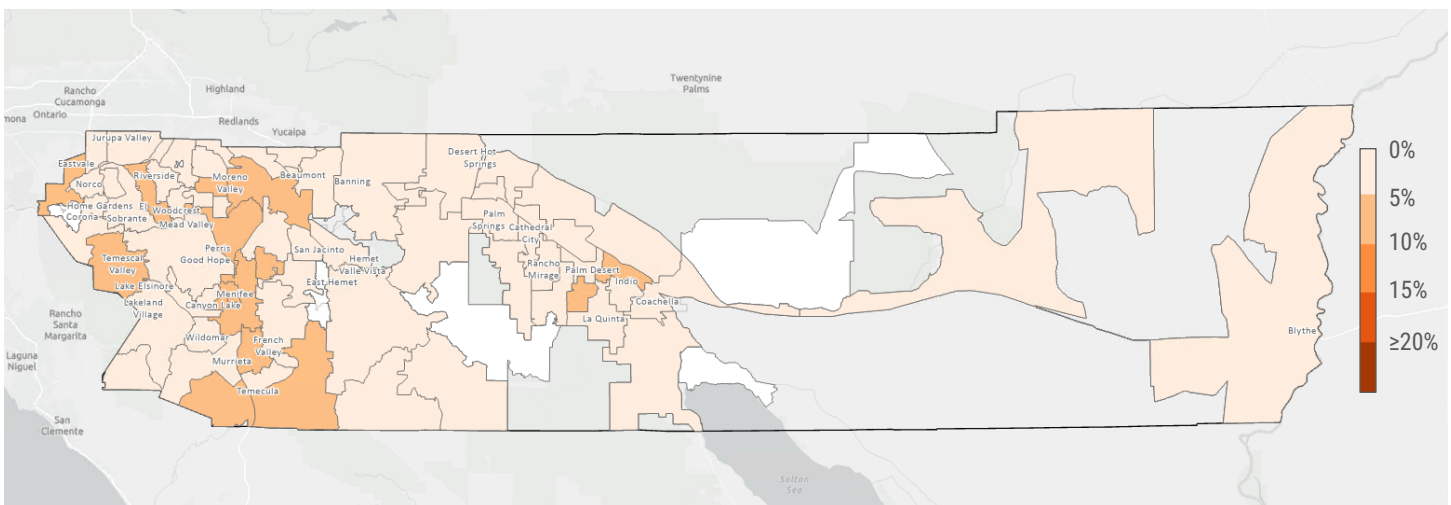 Twentynine
Palms
Rancho
Cucamonga
Highland
Ontario
mona
Redlands
Yucaipa
Jurupa Valley
Eastvale
Riverside
Norco
Moreno
Valley
Beaumont
Banning
Desert Hot
Springs
Home Gardens
El
Corona
Sobrante
Woodcrest
Mead Valley
Palm
Springs
Cathedral
City
Perris
Good Hope
San Jacinto
Hemet
Valle Vista
East Hemet
Temescal
Valley
Rancho
Mirage
Palm Desert
Indio
Coachella
La Quinta
Lake Elsinore
Menifee
Canyon Lake
Lakeland
Village
Rancho
Santa
Margarita
Wildomar
French
Valley
Murrieta
Temecula
Laguna
Niguel
San
Clemente
Blythe
Salton
Sea
0%
5%
10%
15%
≥20%